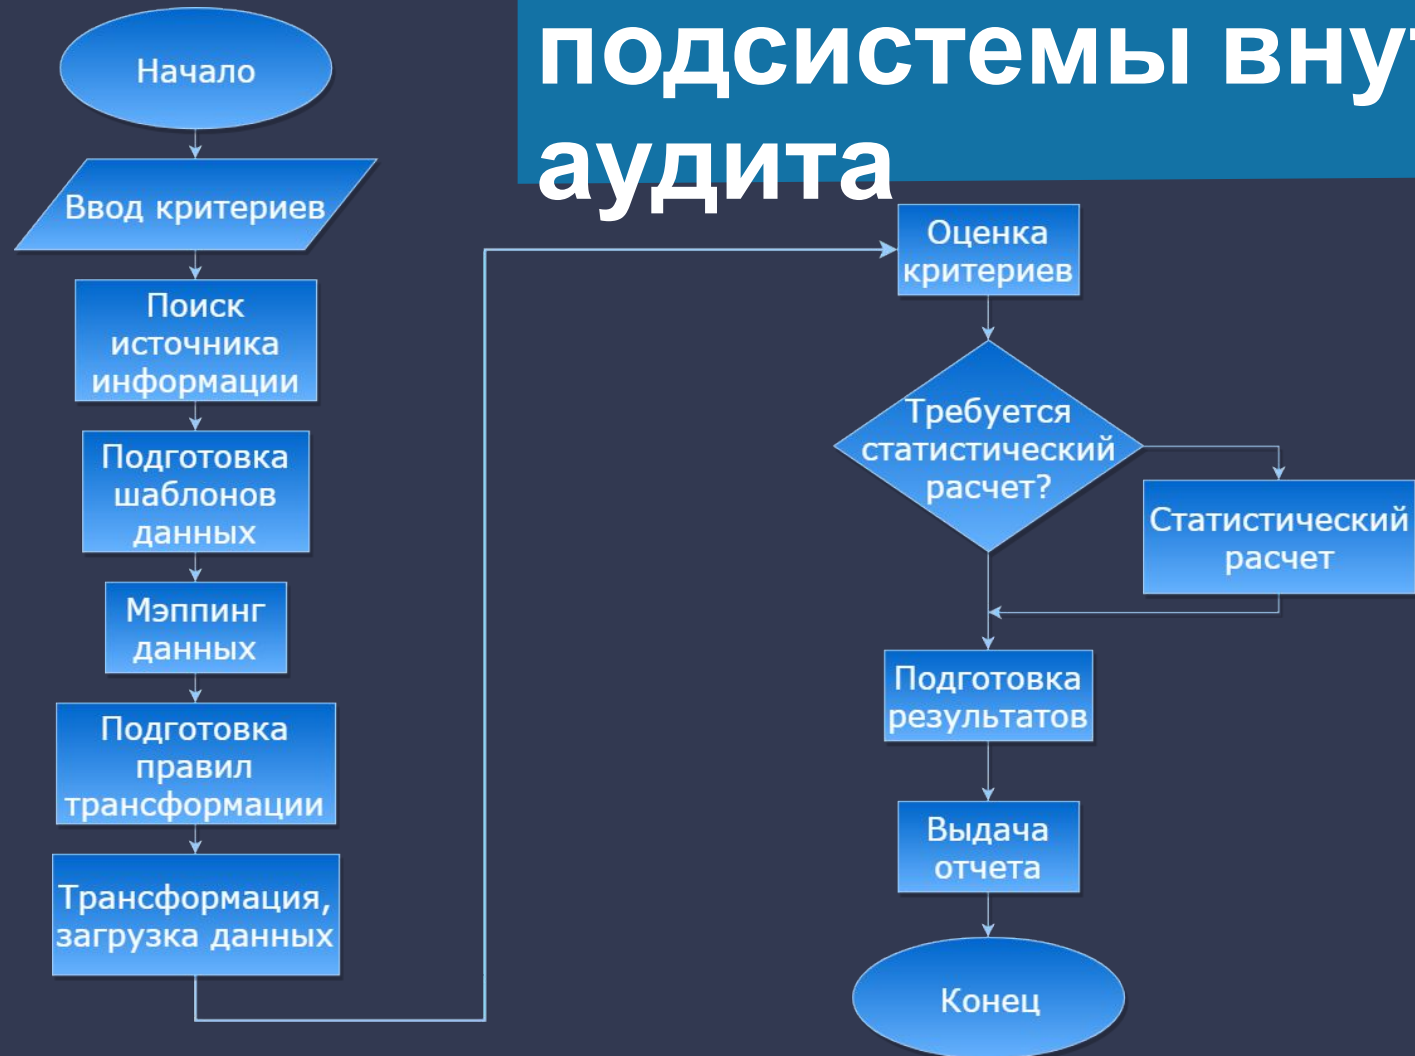 подсистемы вну
аудита
Начало
Ввод критериев
Поиск
источника
информации
Подготовка
шаблонов
данных
Мэппинг
данных
Подготовка
правил
трансформации
Трансформация,
загрузка данных
Оценка
критериев
Требуется
статистический
расчет?
Статистический
расчет
Подготовка
результатов
Выдача
отчета
Конец